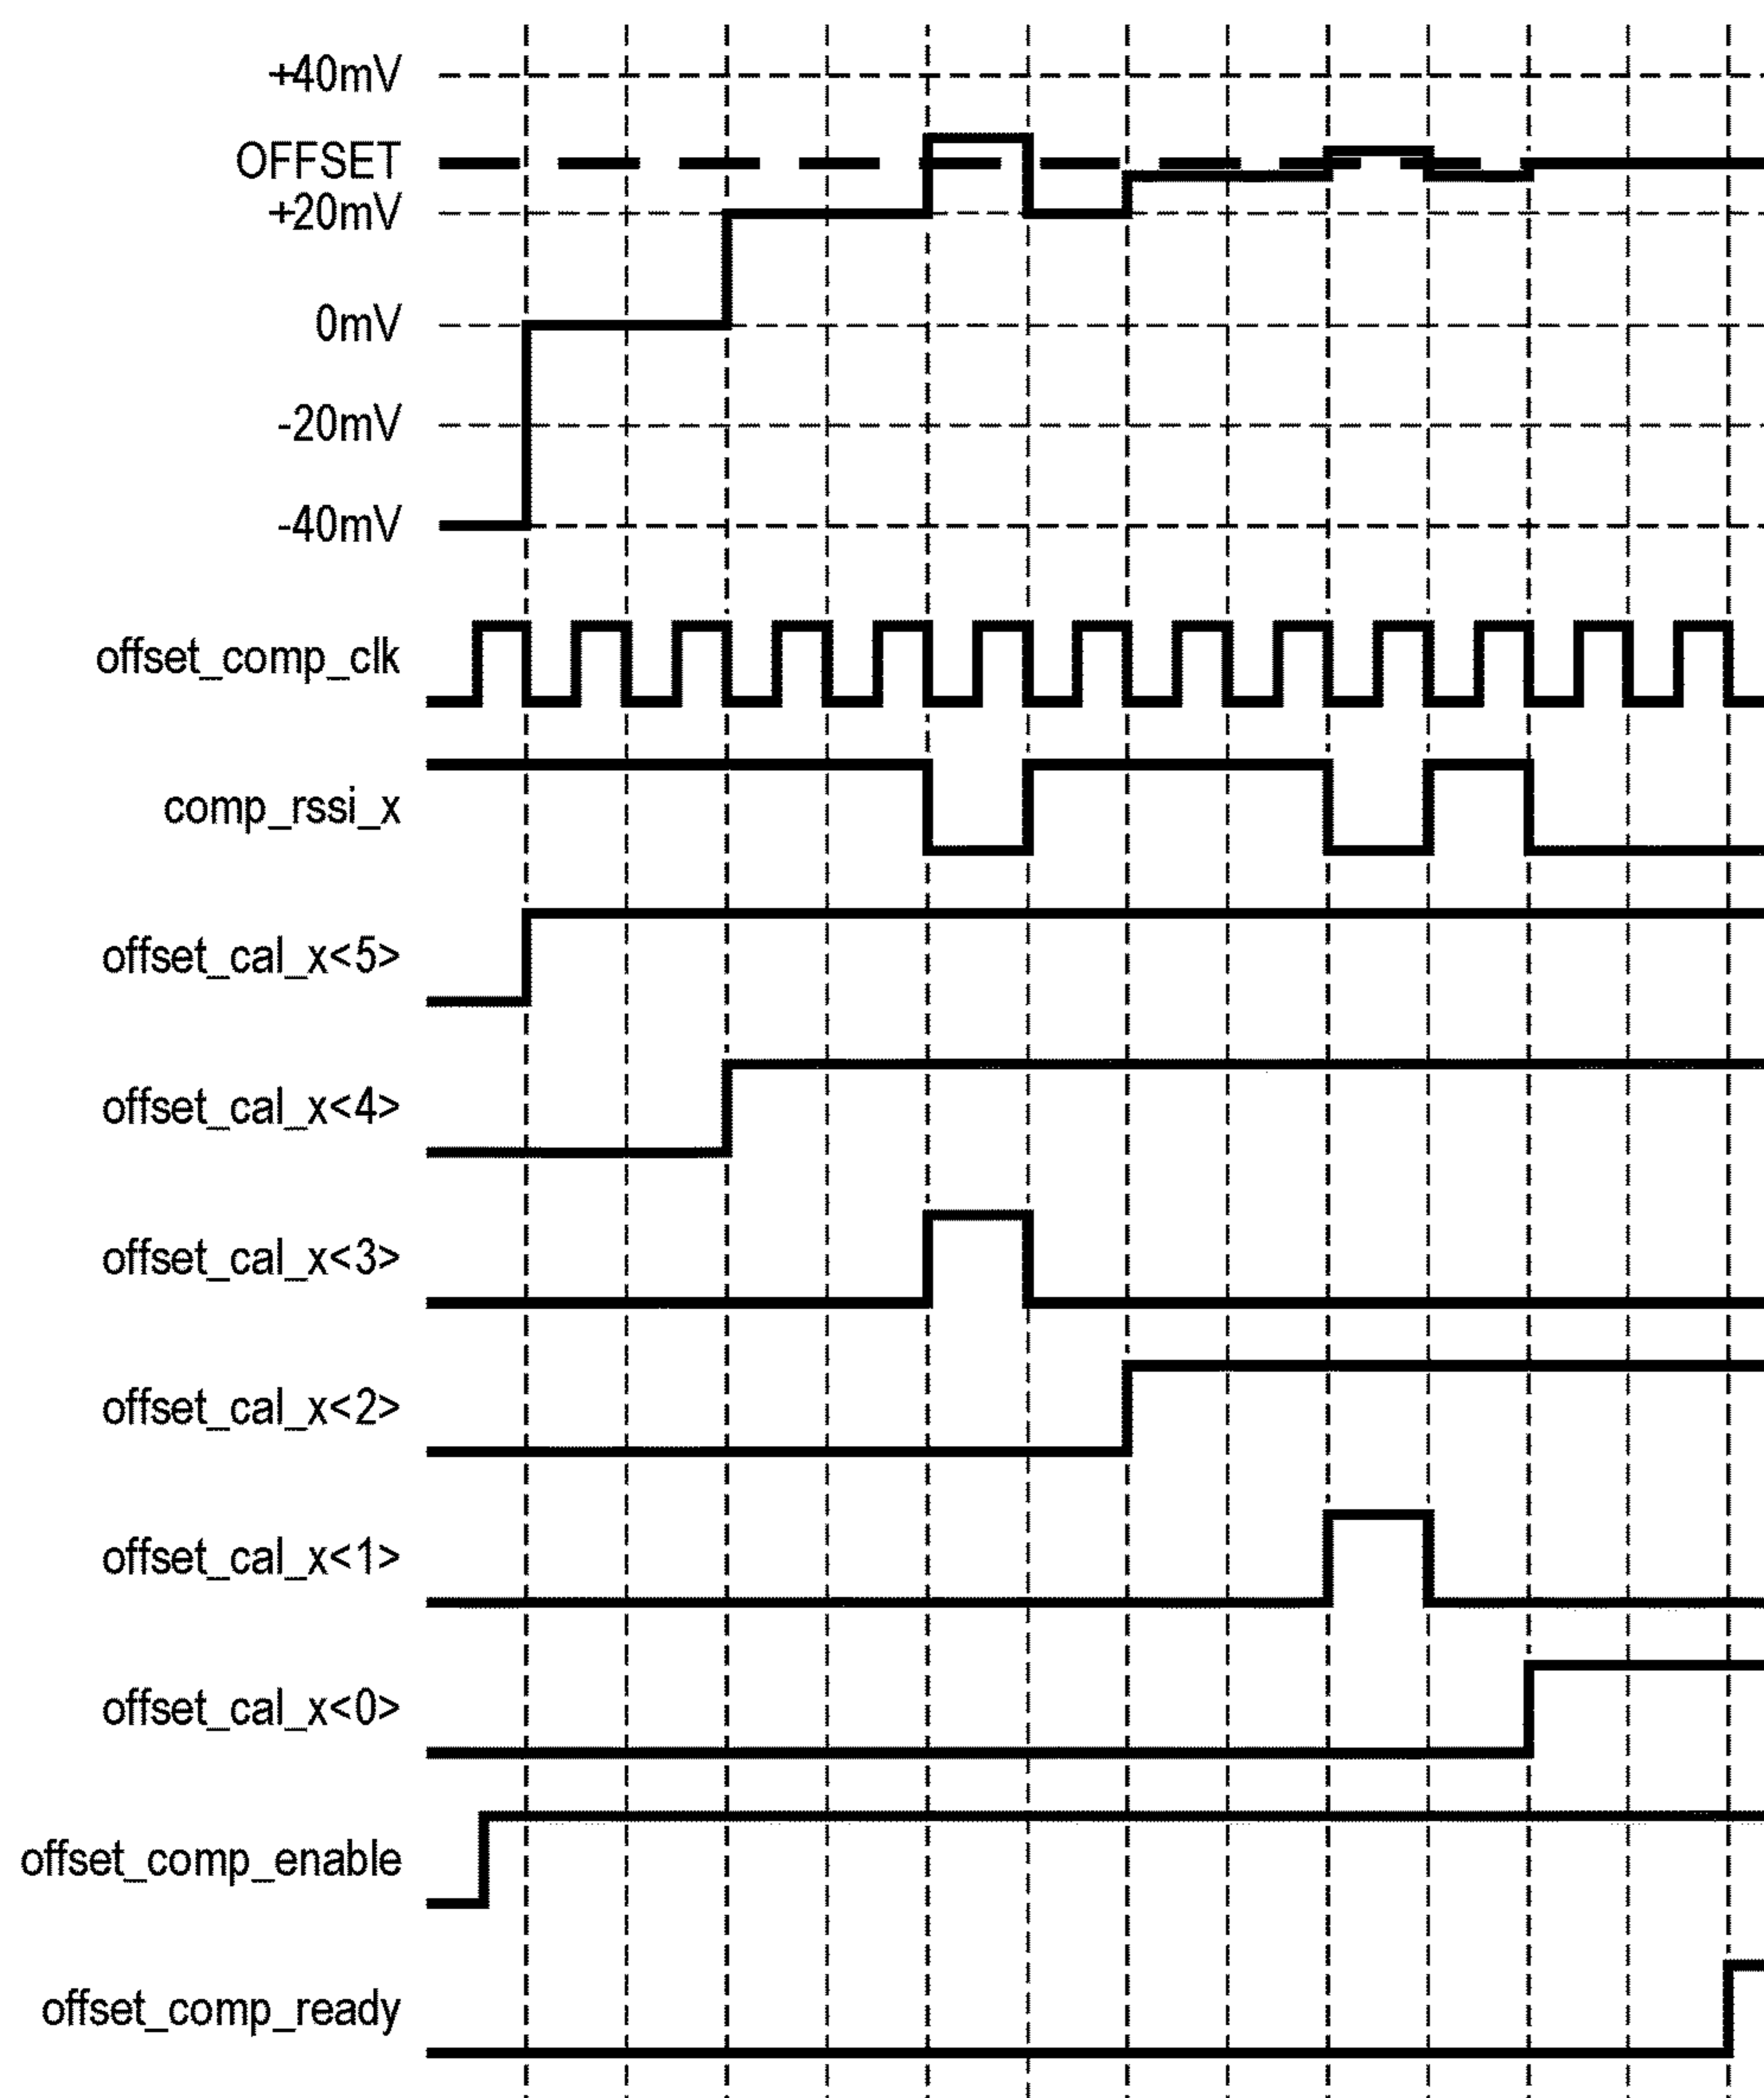 +40mV
OFFSET
+20mV
0mV
-20mV
-40mV
offset_comp_clk
comp_rssi_x
offset_cal_x<5>
offset_cal_x<4>
offset_cal_x<3>
offset_cal_x<2>
offset_cal_x<1>
offset_cal_x<0>
offset_comp_enable
offset_comp_ready